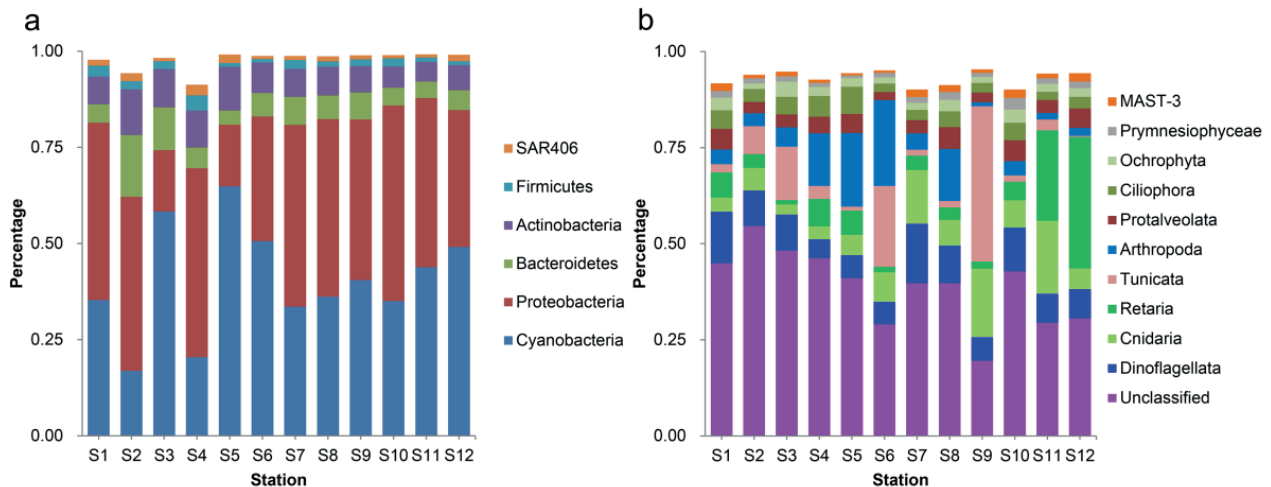 a
1.00
0.75
0.50
0.25
0.00
Percentage
S1 S2 S3 S4 S5 S6 S7 S8 S9 S10 S11 S12
Station
SAR406
Firmicutes
Actinobacteria
Bacteroidetes
Proteobacteria
Cyanobacteria
b
1.00
0.75
0.50
0.25
0.00
Percentage
S1 S2 S3 S4 S5 S6 S7 S8 S9 S10 S11 S12
Station
MAST-3
Prymnesiophyceae
Ochrophyta
Ciliophora
Protalveolata
Arthropoda
Tunicata
Retaria
Cnidaria
Dinoflagellata
Unclassified